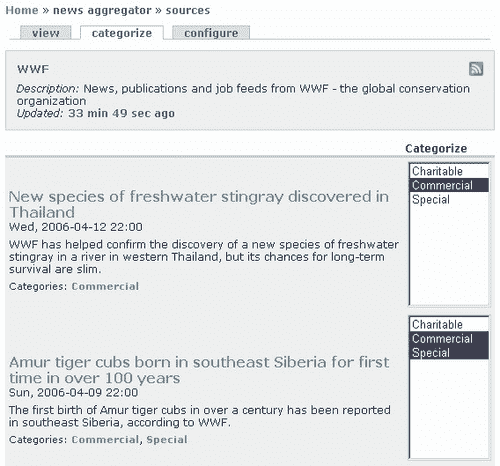 Home » news aggregator » sources
view categorize configure
WWF
Description: News, publications and job feeds from WWF - the global conservation
organization
Updated: 33 min 49 sec ago
Categorize
New species of freshwater stingray discovered in
Thailand
Wed, 2006-04-12 22:00
WWF has helped confirm the discovery of a new species of freshwater
stingray in a river in western Thailand, but its chances for long-term
survival are slim.
Categories: Commercial
Charitable
Commercial
Special
Amur tiger cubs born in southeast Siberia for first
time in over 100 years
Sun, 2006-04-09 22:00
The first birth of Amur tiger cubs in over a century has been reported
in southeast Siberia, according to WWF.
Categories: Commercial, Special
Charitable
Commercial
Special